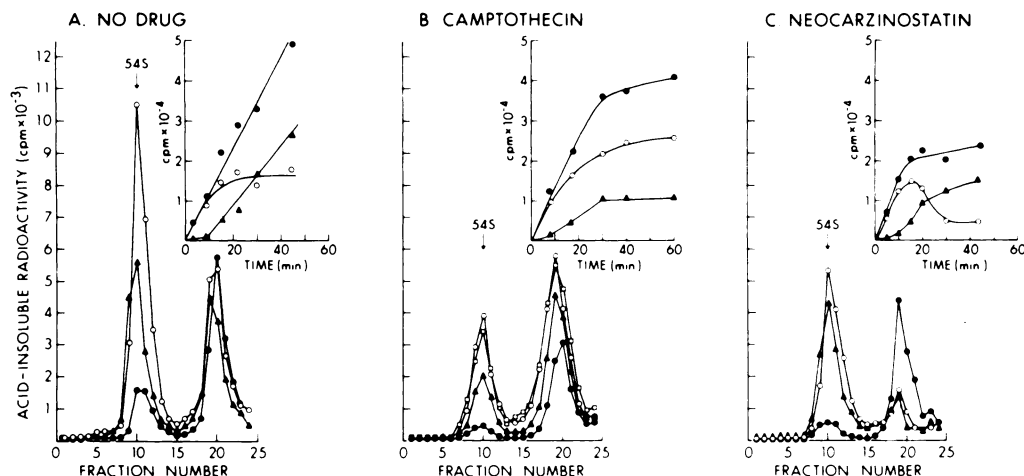 A. NO DRUG
B CAMPTOTHECIN
C NEOCARZINOSTATIN
ACID-INSOLUBLE RADIOACTIVITY (cpm×10⁻³)
12
11
10
9
8
7
6
5
4
3
2
1
54S
cpm×10⁻⁴
5
4
3
2
1
0 20 40 60
TIME (min)
0 5 10 15 20 25
FRACTION NUMBER
54S
cpm×10⁻⁴
5
4
3
2
1
0 20 40 60
TIME (min)
0 5 10 15 20 25
FRACTION NUMBER
54S
cpm×10⁻⁴
5
4
3
2
1
0 20 40 60
TIME (min)
0 5 10 15 20 25
FRACTION NUMBER